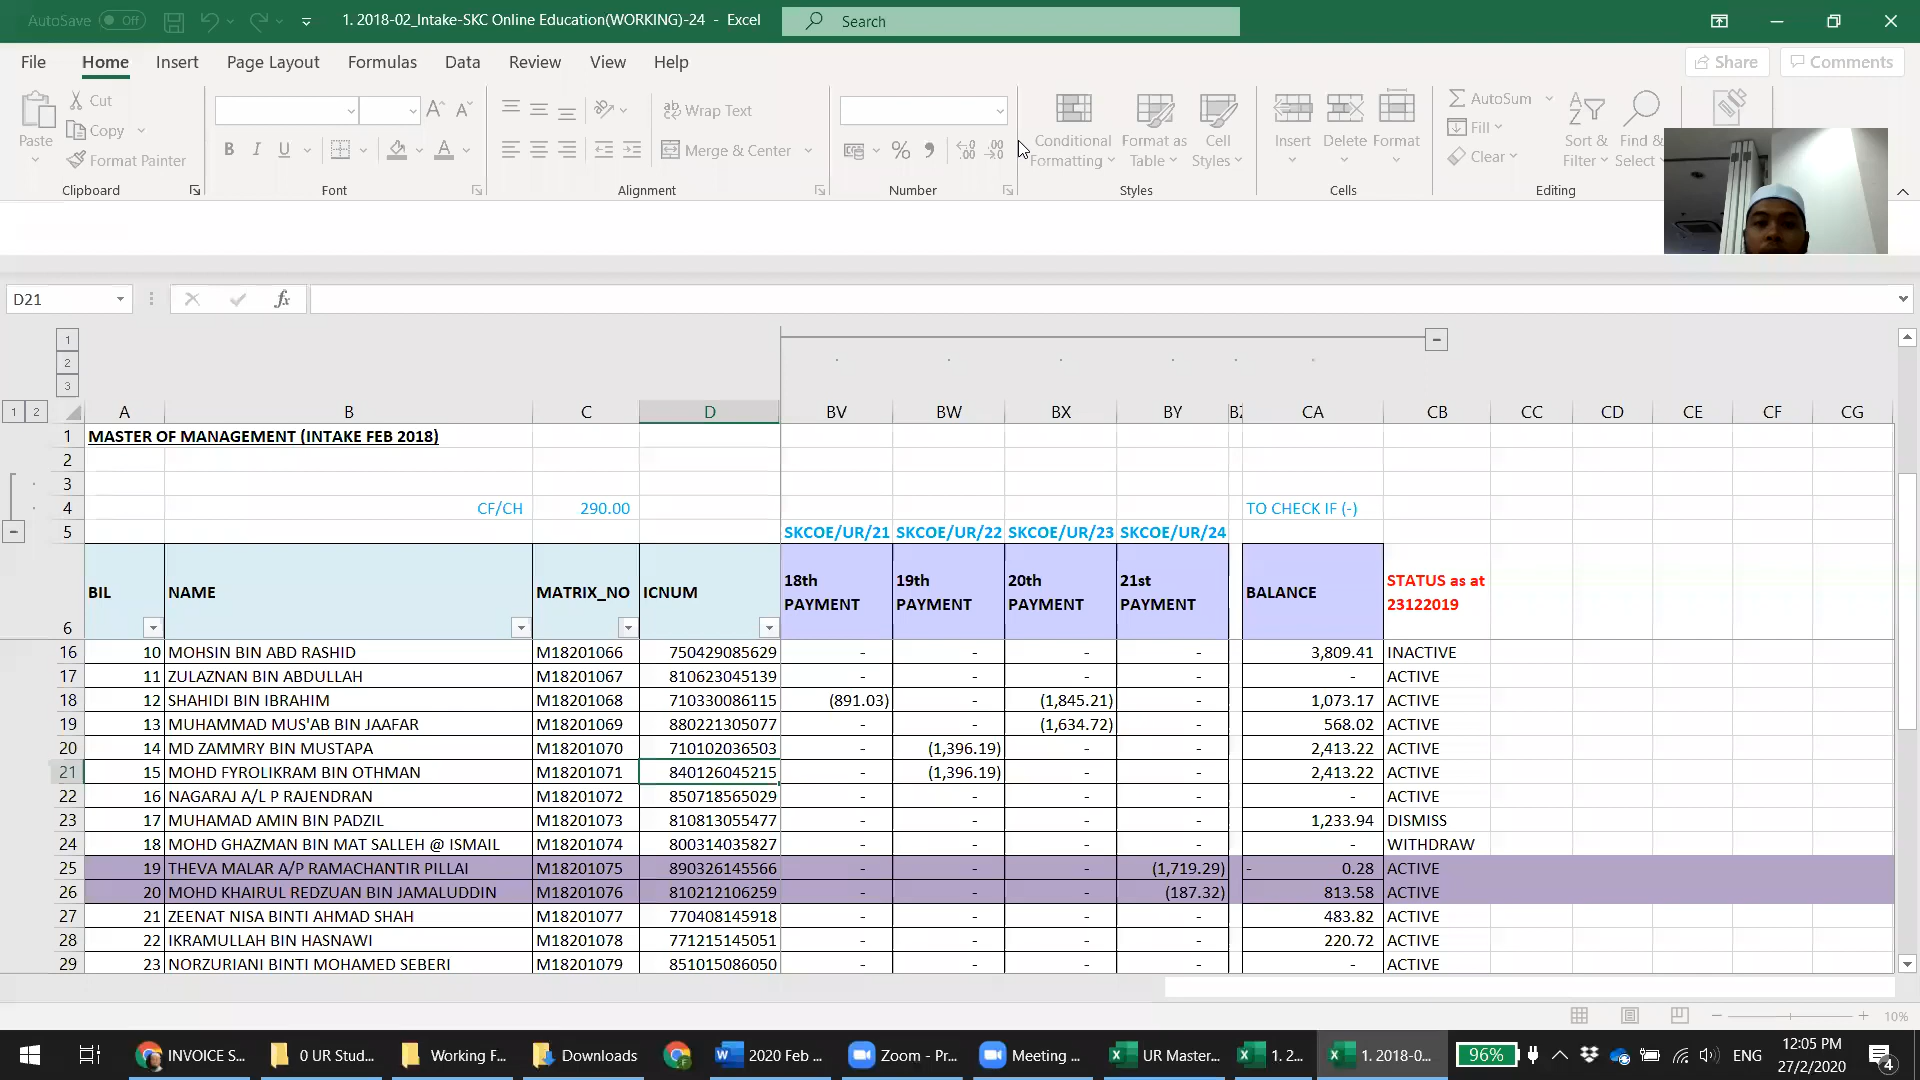 AutoSave Off 1. 2018-02_Intake-SKC Online Education(WORKING)-24 - Excel Search
File Home Insert Page Layout Formulas Data Review View Help Share Comments
Cut
Copy
Paste
Format Painter
Wrap Text
Merge & Center
Conditional Formatting
Format as Table
Cell Styles
Insert Delete Format
AutoSum
Fill
Clear
Sort & Filter
Find & Select
Clipboard Font Alignment Number Styles Cells Editing
D21 fx
1
2
3
1 2 A B C D BV BW BX BY CA CB CC CD CE CF CG
1 MASTER OF MANAGEMENT (INTAKE FEB 2018)
2
3
4 CF/CH 290.00 TO CHECK IF (-)
5 SKCOE/UR/21 SKCOE/UR/22 SKCOE/UR/23 SKCOE/UR/24
6 BIL NAME MATRIX_NO ICNUM 18th PAYMENT 19th PAYMENT 20th PAYMENT 21st PAYMENT BALANCE STATUS as at 23122019
16 10 MOHSIN BIN ABD RASHID M18201066 750429085629 - - - - 3,809.41 INACTIVE
17 11 ZULAZNAN BIN ABDULLAH M18201067 810623045139 - - - - - ACTIVE
18 12 SHAHIDI BIN IBRAHIM M18201068 710330086115 (891.03) - (1,845.21) - 1,073.17 ACTIVE
19 13 MUHAMMAD MUS'AB BIN JAAFAR M18201069 880221305077 - - (1,634.72) - 568.02 ACTIVE
20 14 MD ZAMMRY BIN MUSTAPA M18201070 710102036503 - (1,396.19) - - 2,413.22 ACTIVE
21 15 MOHD FYROLIKRAM BIN OTHMAN M18201071 840126045215 - (1,396.19) - - 2,413.22 ACTIVE
22 16 NAGARAJ A/L P RAJENDRAN M18201072 850718565029 - - - - - ACTIVE
23 17 MUHAMAD AMIN BIN PADZIL M18201073 810813055477 - - - - 1,233.94 DISMISS
24 18 MOHD GHAZMAN BIN MAT SALLEH @ ISMAIL M18201074 800314035827 - - - - - WITHDRAW
25 19 THEVA MALAR A/P RAMACHANTIR PILLAI M18201075 890326145566 - - - (1,719.29) - 0.28 ACTIVE
26 20 MOHD KHAIRUL REDZUAN BIN JAMALUDDIN M18201076 810212106259 - - - (187.32) 813.58 ACTIVE
27 21 ZEENAT NISA BINTI AHMAD SHAH M18201077 770408145918 - - - - 483.82 ACTIVE
28 22 IKRAMULLAH BIN HASNAWI M18201078 771215145051 - - - - 220.72 ACTIVE
29 23 NORZURIANI BINTI MOHAMED SEBERI M18201079 851015086050 - - - - - ACTIVE
10%
INVOICE S... 0 UR Stud... Working F... Downloads 2020 Feb ... Zoom - Pr... Meeting ... UR Master... 1. 2... 1. 2018-0... 96% ENG 12:05 PM
27/2/2020 4